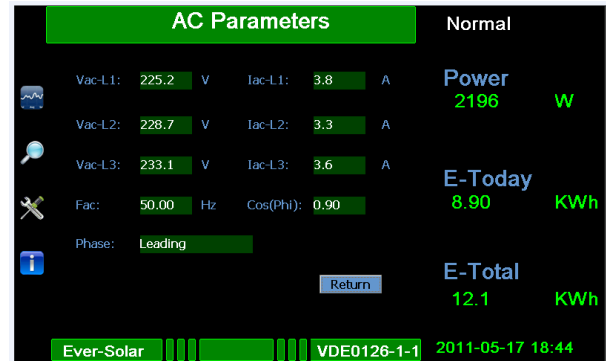 AC Parameters Normal
Vac-L1: 225.2 V Iac-L1: 3.8 A
Vac-L2: 228.7 V Iac-L2: 3.3 A
Vac-L3: 233.1 V Iac-L3: 3.6 A
Fac: 50.00 Hz Cos(Phi): 0.90
Phase: Leading
Return
Power
2196 W
E-Today
8.90 KWh
E-Total
12.1 KWh
Ever-Solar VDE0126-1-1 2011-05-17 18:44